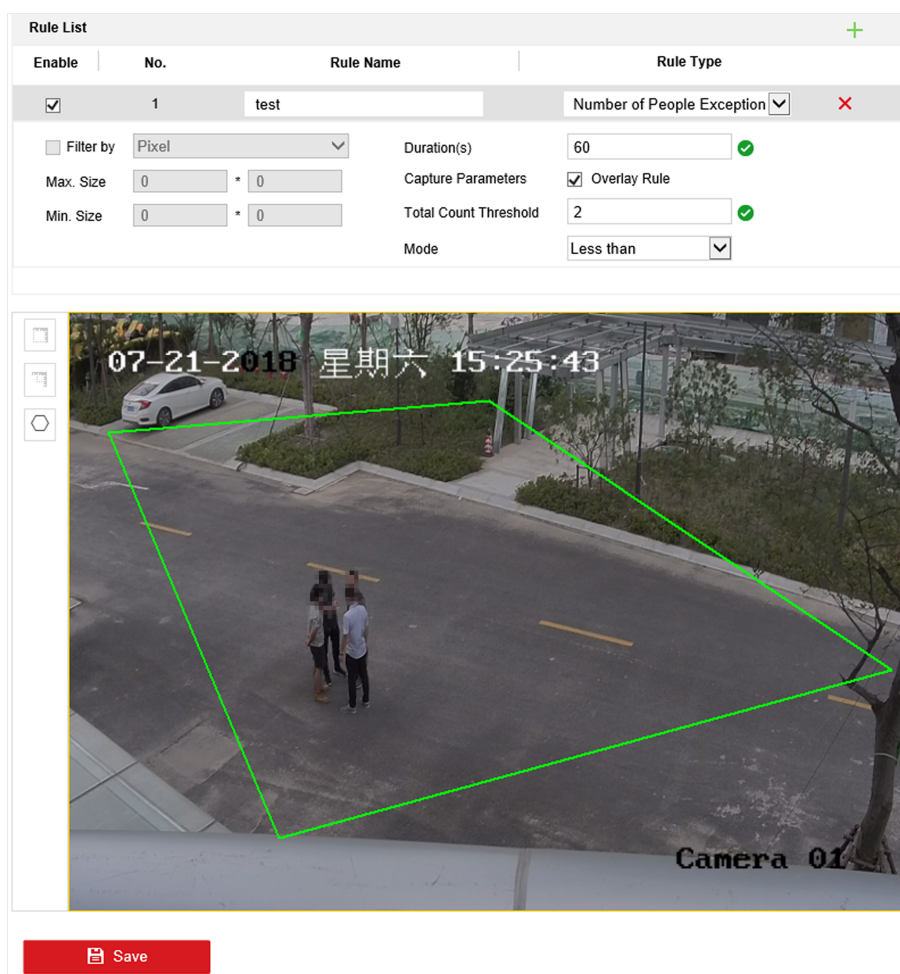 Rule List
Enable No. Rule Name Rule Type
1 test Number of People Exception
Filter by Pixel Duration(s) 60
Max. Size 0 * 0 Capture Parameters Overlay Rule
Min. Size 0 * 0 Total Count Threshold 2
Mode Less than
07-21-2018 星期六 15:25:43
Camera 01
Save